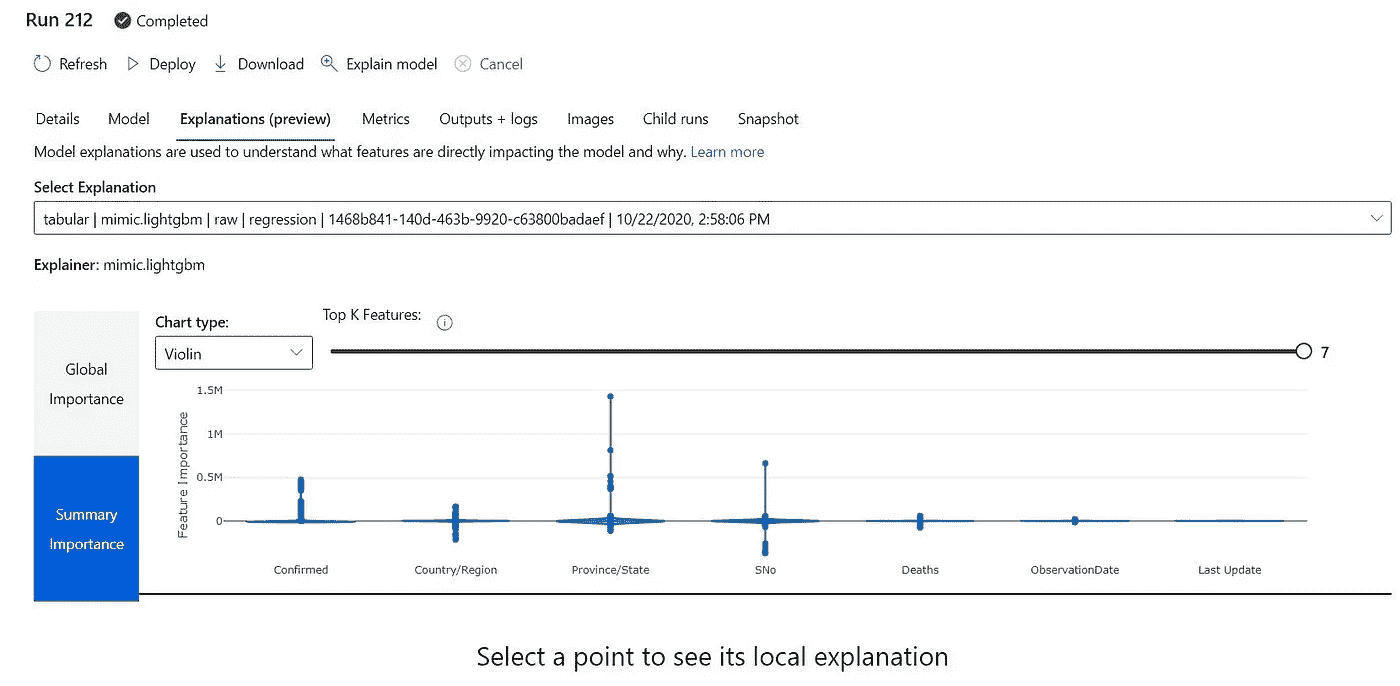 Run 212 Completed
Refresh Deploy Download Explain model Cancel
Details Model Explanations (preview) Metrics Outputs + logs Images Child runs Snapshot
Model explanations are used to understand what features are directly impacting the model and why. Learn more
Select Explanation
tabular | mimic.lightgbm | raw | regression | 1468b841-140d-463b-9920-c63800badaef | 10/22/2020, 2:58:06 PM
Explainer: mimic.lightgbm
Global
Importance
Summary
Importance
Chart type:
Violin
Top K Features:
7
Feature Importance
1.5M
1M
0.5M
0
Confirmed Country/Region Province/State SNo Deaths ObservationDate Last Update
Select a point to see its local explanation